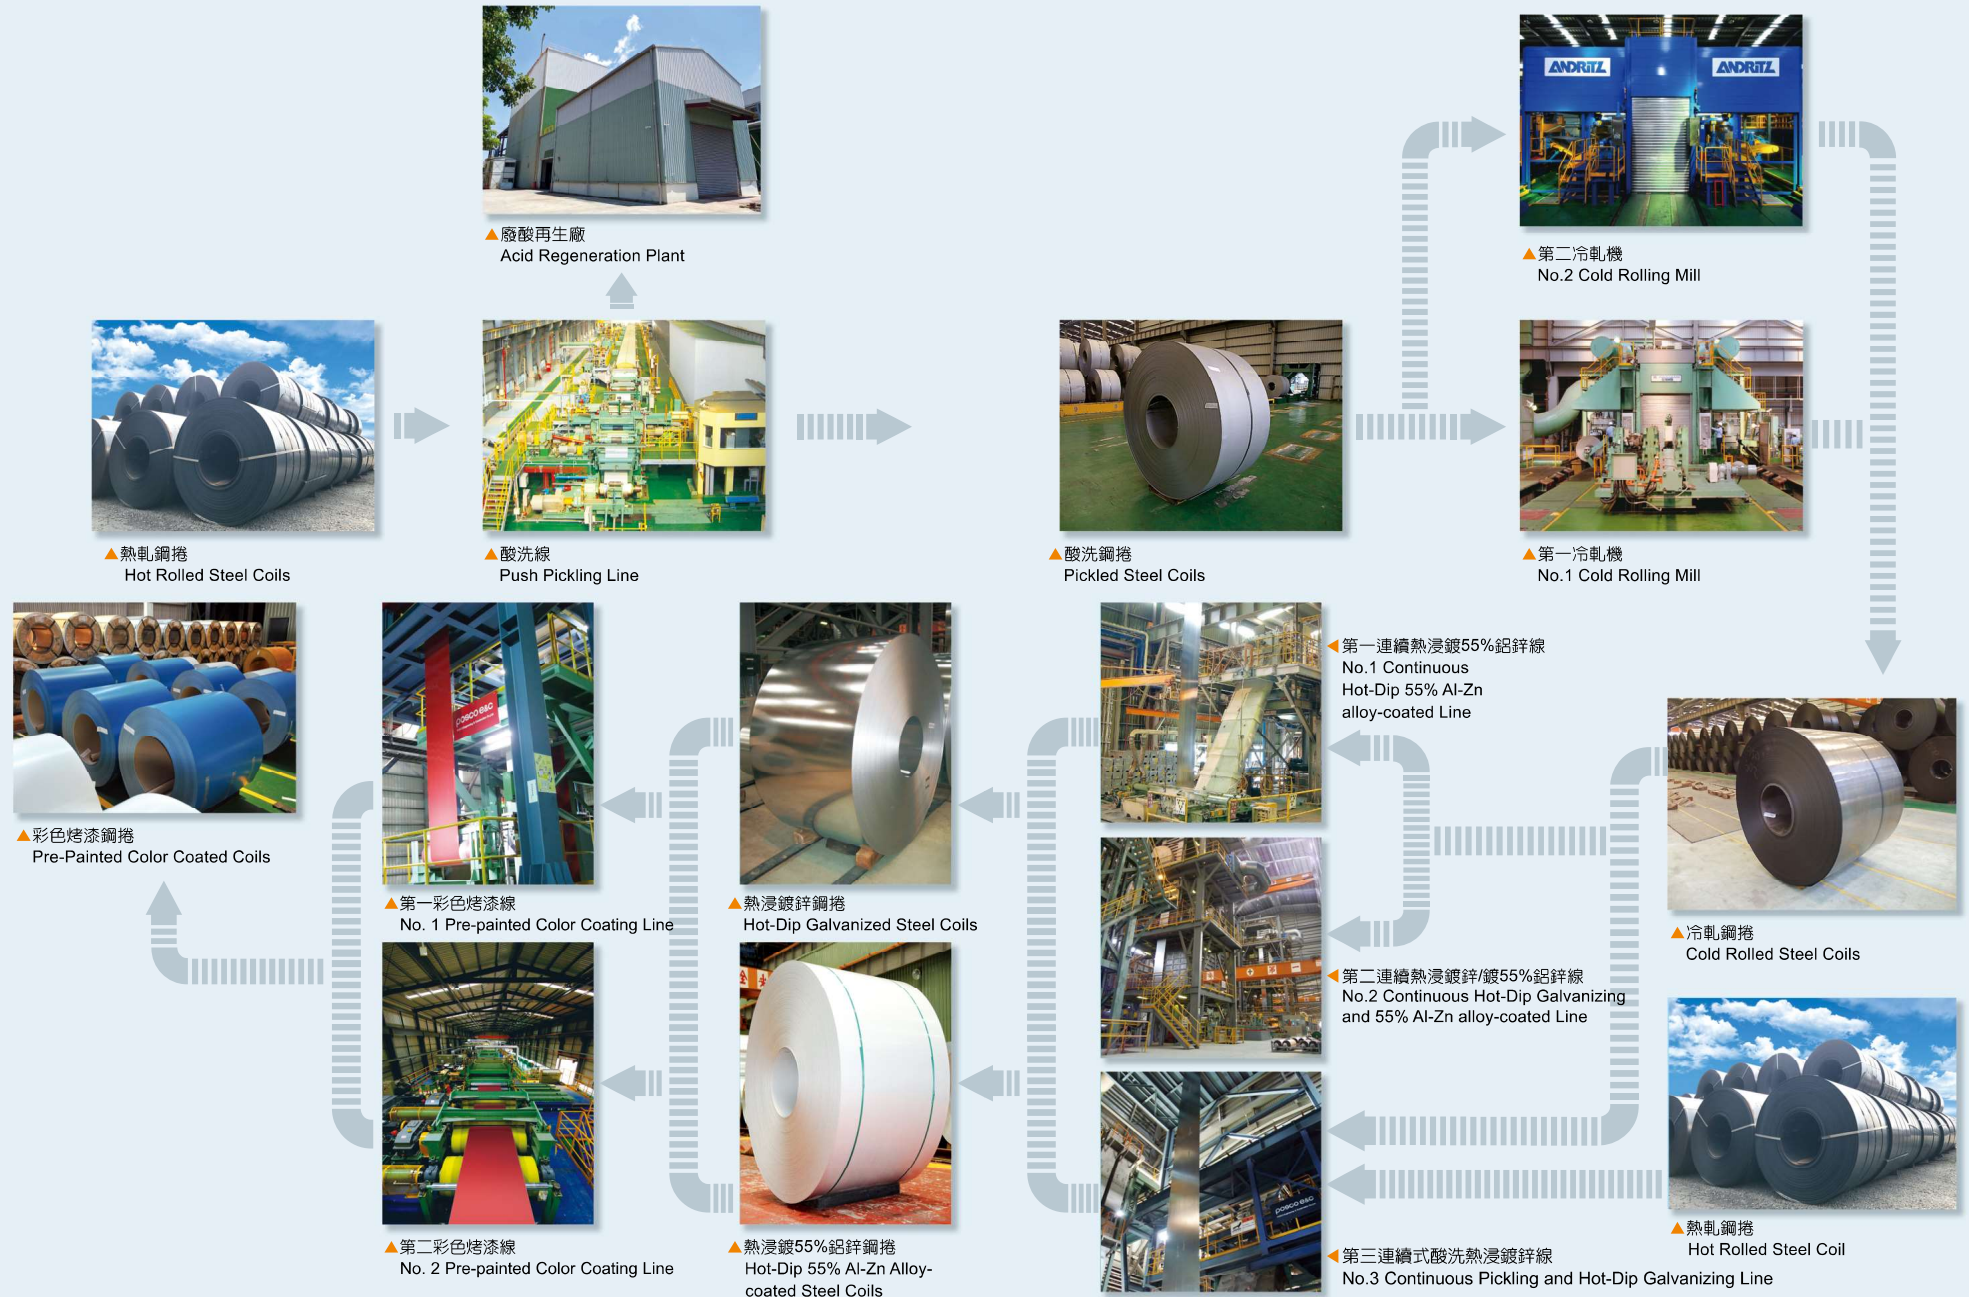 ANDRITZ
ANDRITZ
廢酸再生廠
Acid Regeneration Plant
第二冷軋機
No.2 Cold Rolling Mill
熱軋鋼捲
Hot Rolled Steel Coils
酸洗線
Push Pickling Line
酸洗鋼捲
Pickled Steel Coils
第一冷軋機
No.1 Cold Rolling Mill
posco e&c
彩色烤漆鋼捲
Pre-Painted Color Coated Coils
第一彩色烤漆線
No. 1 Pre-painted Color Coating Line
熱浸鍍鋅鋼捲
Hot-Dip Galvanized Steel Coils
第一連續熱浸鍍55%鋁鋅線
No.1 Continuous
Hot-Dip 55% Al-Zn
alloy-coated Line
冷軋鋼捲
Cold Rolled Steel Coils
第二連續熱浸鍍鋅/鍍55%鋁鋅線
No.2 Continuous Hot-Dip Galvanizing
and 55% Al-Zn alloy-coated Line
posco e&c
第二彩色烤漆線
No. 2 Pre-painted Color Coating Line
熱浸鍍55%鋁鋅鋼捲
Hot-Dip 55% Al-Zn Alloy-
coated Steel Coils
第三連續式酸洗熱浸鍍鋅線
No.3 Continuous Pickling and Hot-Dip Galvanizing Line
熱軋鋼捲
Hot Rolled Steel Coil